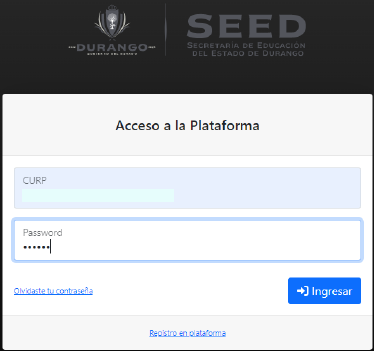 DURANGO
SEED
SECRETARÍA DE EDUCACIÓN
DEL ESTADO DE DURANGO
Acceso a la Plataforma
CURP
Password
••••••
Olvidaste tu contraseña
Ingresar
Registro en plataforma